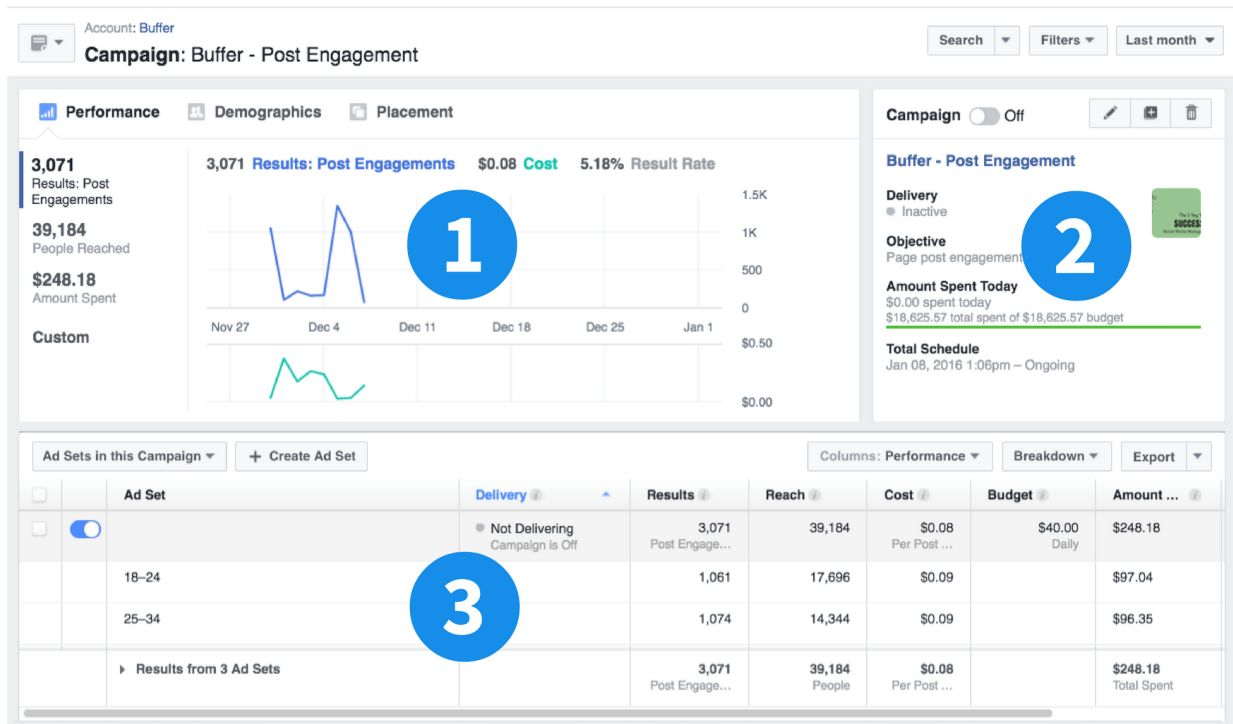 Account: Buffer
Campaign: Buffer - Post Engagement
Search
Filters
Last month
Performance
Demographics
Placement
3,071
Results: Post
Engagements
39,184
People Reached
$248.18
Amount Spent
Custom
3,071 Results: Post Engagements $0.08 Cost 5.18% Result Rate
1.5K
1K
500
0
Nov 27 Dec 4 Dec 11 Dec 18 Dec 25 Jan 1
$0.50
$0.00
1
Campaign Off
Buffer - Post Engagement
Delivery
Inactive
Objective
Page post engagement
Amount Spent Today
$0.00 spent today
$18,625.57 total spent of $18,625.57 budget
Total Schedule
Jan 08, 2016 1:06pm – Ongoing
SUCCESS
2
Ad Sets in this Campaign
+ Create Ad Set
Columns: Performance
Breakdown
Export
Ad Set Delivery Results Reach Cost Budget Amount ...
Not Delivering 3,071 39,184 $0.08 $40.00 $248.18
Campaign is Off Post Engage... Per Post ... Daily
18–24 1,061 17,696 $0.09 $97.04
25–34 1,074 14,344 $0.09 $96.35
3
Results from 3 Ad Sets 3,071 39,184 $0.08 $248.18
Post Engage... People Per Post ... Total Spent